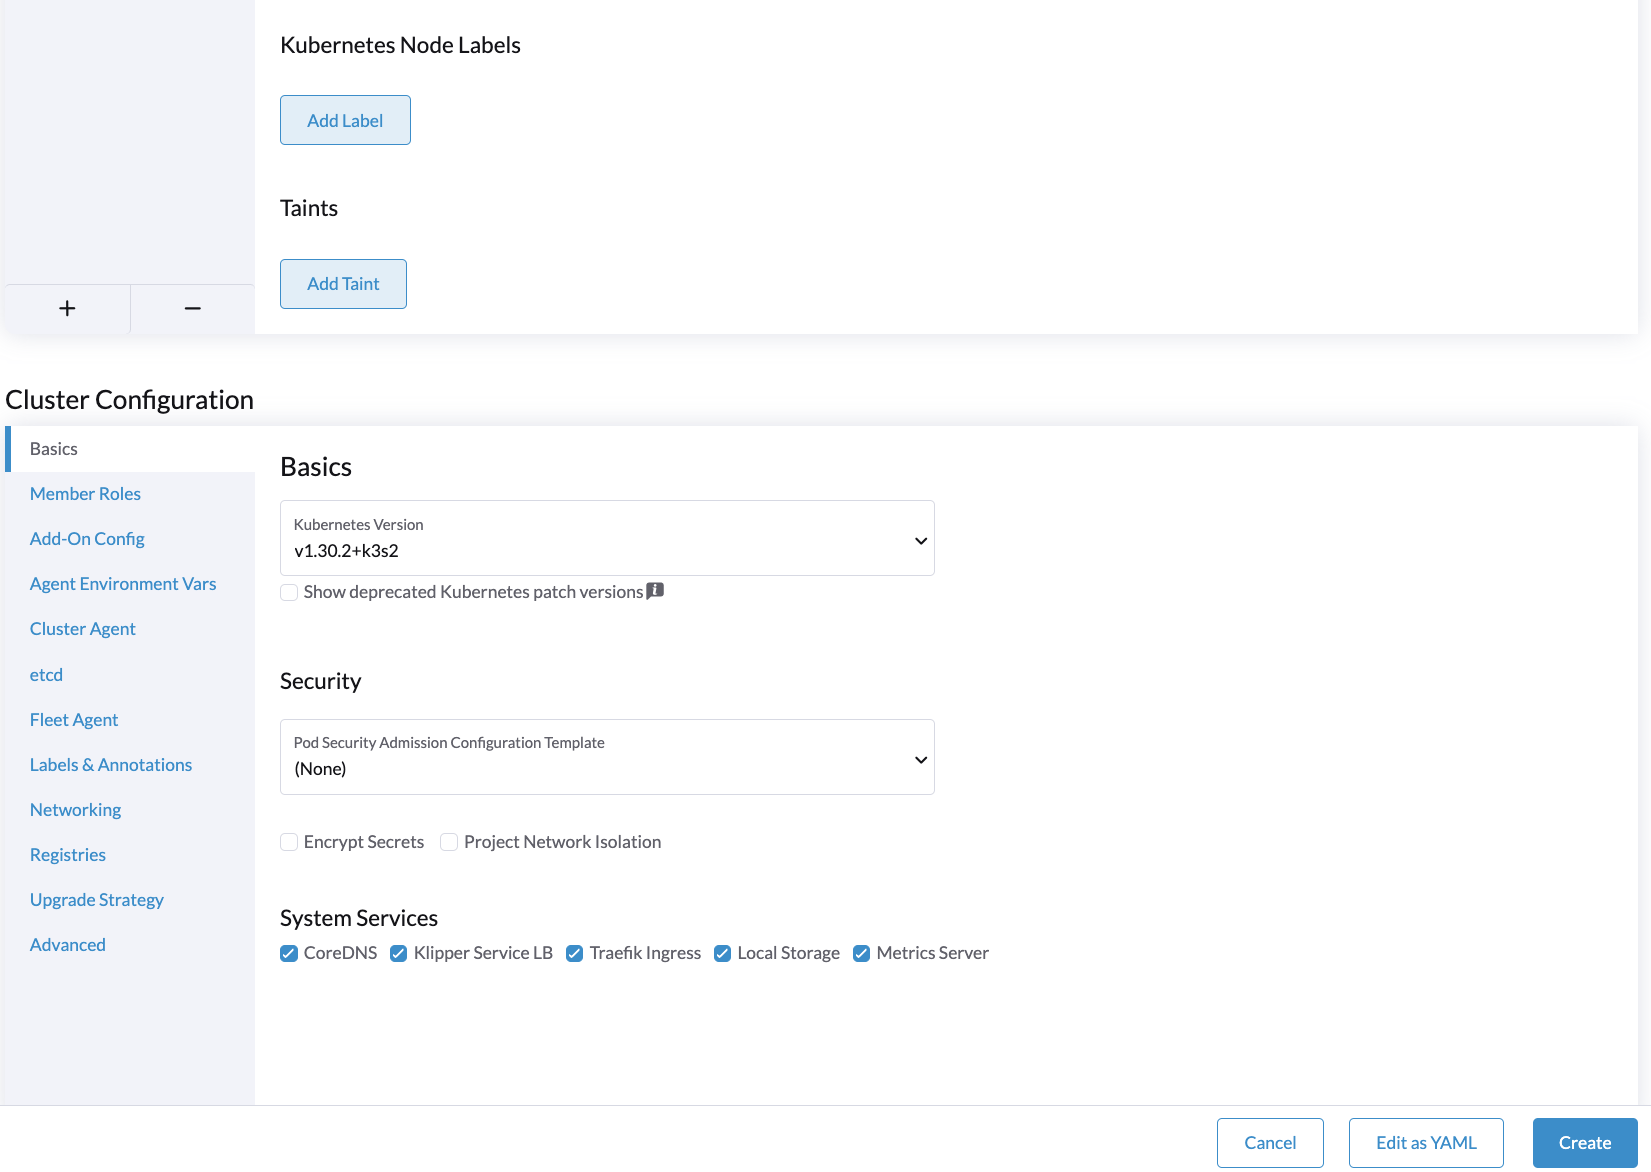 Kubernetes Node Labels
Add Label
Taints
Add Taint
+ −
Cluster Configuration
Basics
Member Roles
Add-On Config
Agent Environment Vars
Cluster Agent
etcd
Fleet Agent
Labels & Annotations
Networking
Registries
Upgrade Strategy
Advanced
Basics
Kubernetes Version
v1.30.2+k3s2
Show deprecated Kubernetes patch versions
Security
Pod Security Admission Configuration Template
(None)
Encrypt Secrets Project Network Isolation
System Services
CoreDNS Klipper Service LB Traefik Ingress Local Storage Metrics Server
Cancel Edit as YAML Create